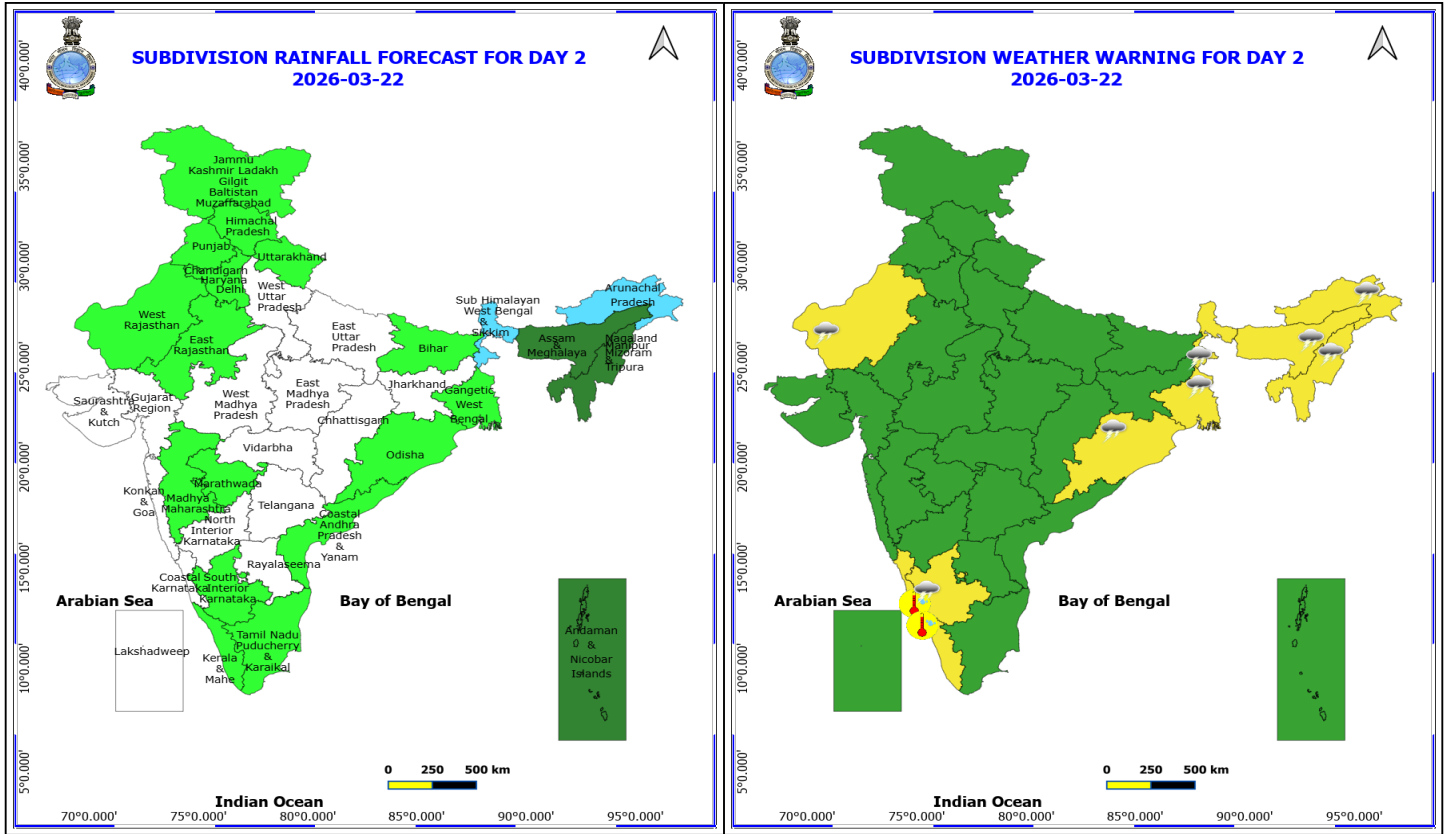 SUBDIVISION RAINFALL FORECAST FOR DAY 2
2026-03-22
40°0.000'
35°0.000'
30°0.000'
25°0.000'
20°0.000'
15°0.000'
10°0.000'
5°0.000'
Jammu
Kashmir Ladakh
Gilgit
Baltistan
Muzaffarabad
Himachal
Pradesh
Punjab
Uttarakhand
Chandigarh
Haryana
Delhi
West
Uttar
Pradesh
West
Rajasthan
East
Rajasthan
East
Uttar
Pradesh
Bihar
Sub Himalayan
West Bengal
&
Sikkim
Arunachal
Pradesh
Assam
&
Meghalaya
Nagaland
Manipur
Mizoram
&
Tripura
Saurashtra
&
Kutch
Gujarat
Region
West
Madhya
Pradesh
East
Madhya
Pradesh
Jharkhand
Gangetic
West
Bengal
Chhattisgarh
Vidarbha
Odisha
Konkan
&
Goa
Madhya
Maharashtra
Marathwada
Telangana
North
Interior
Karnataka
Coastal
Andhra
Pradesh
&
Yanam
Rayalaseema
Coastal
Karnataka
South
Interior
Karnataka
Arabian Sea
Bay of Bengal
Lakshadweep
Kerala
&
Mahe
Tamil Nadu
Puducherry
&
Karaikal
Andaman
&
Nicobar
Islands
0 250 500 km
Indian Ocean
70°0.000' 75°0.000' 80°0.000' 85°0.000' 90°0.000' 95°0.000'
SUBDIVISION WEATHER WARNING FOR DAY 2
2026-03-22
40°0.000'
35°0.000'
30°0.000'
25°0.000'
20°0.000'
15°0.000'
10°0.000'
5°0.000'
Arabian Sea
Bay of Bengal
0 250 500 km
Indian Ocean
70°0.000' 75°0.000' 80°0.000' 85°0.000' 90°0.000' 95°0.000'